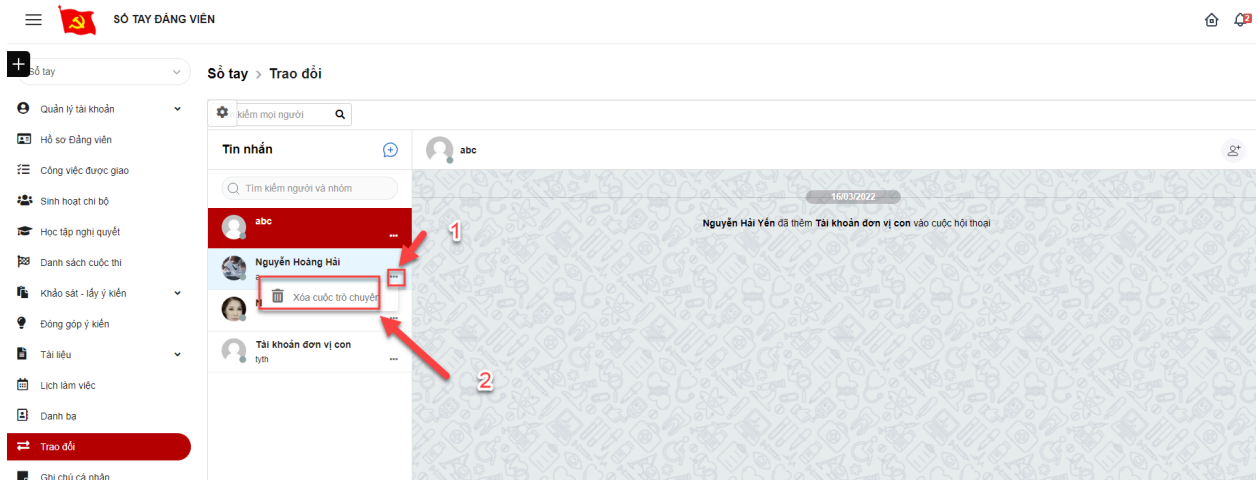 SỔ TAY ĐẢNG VIÊN
2
Sổ tay
Sổ tay > Trao đổi
Quản lý tài khoản
Hồ sơ Đảng viên
Công việc được giao
Sinh hoạt chi bộ
Học tập nghị quyết
Danh sách cuộc thi
Khảo sát - lấy ý kiến
Đóng góp ý kiến
Tài liệu
Lịch làm việc
Danh bạ
Trao đổi
Ghi chú cá nhân
kiếm mọi người
Tin nhắn
Tìm kiếm người và nhóm
abc
Nguyễn Hoàng Hải
a
Xóa cuộc trò chuyện
N
Tài khoản đơn vị con
tyth
1
2
abc
16/03/2022
Nguyễn Hải Yến đã thêm Tài khoản đơn vị con vào cuộc hội thoại